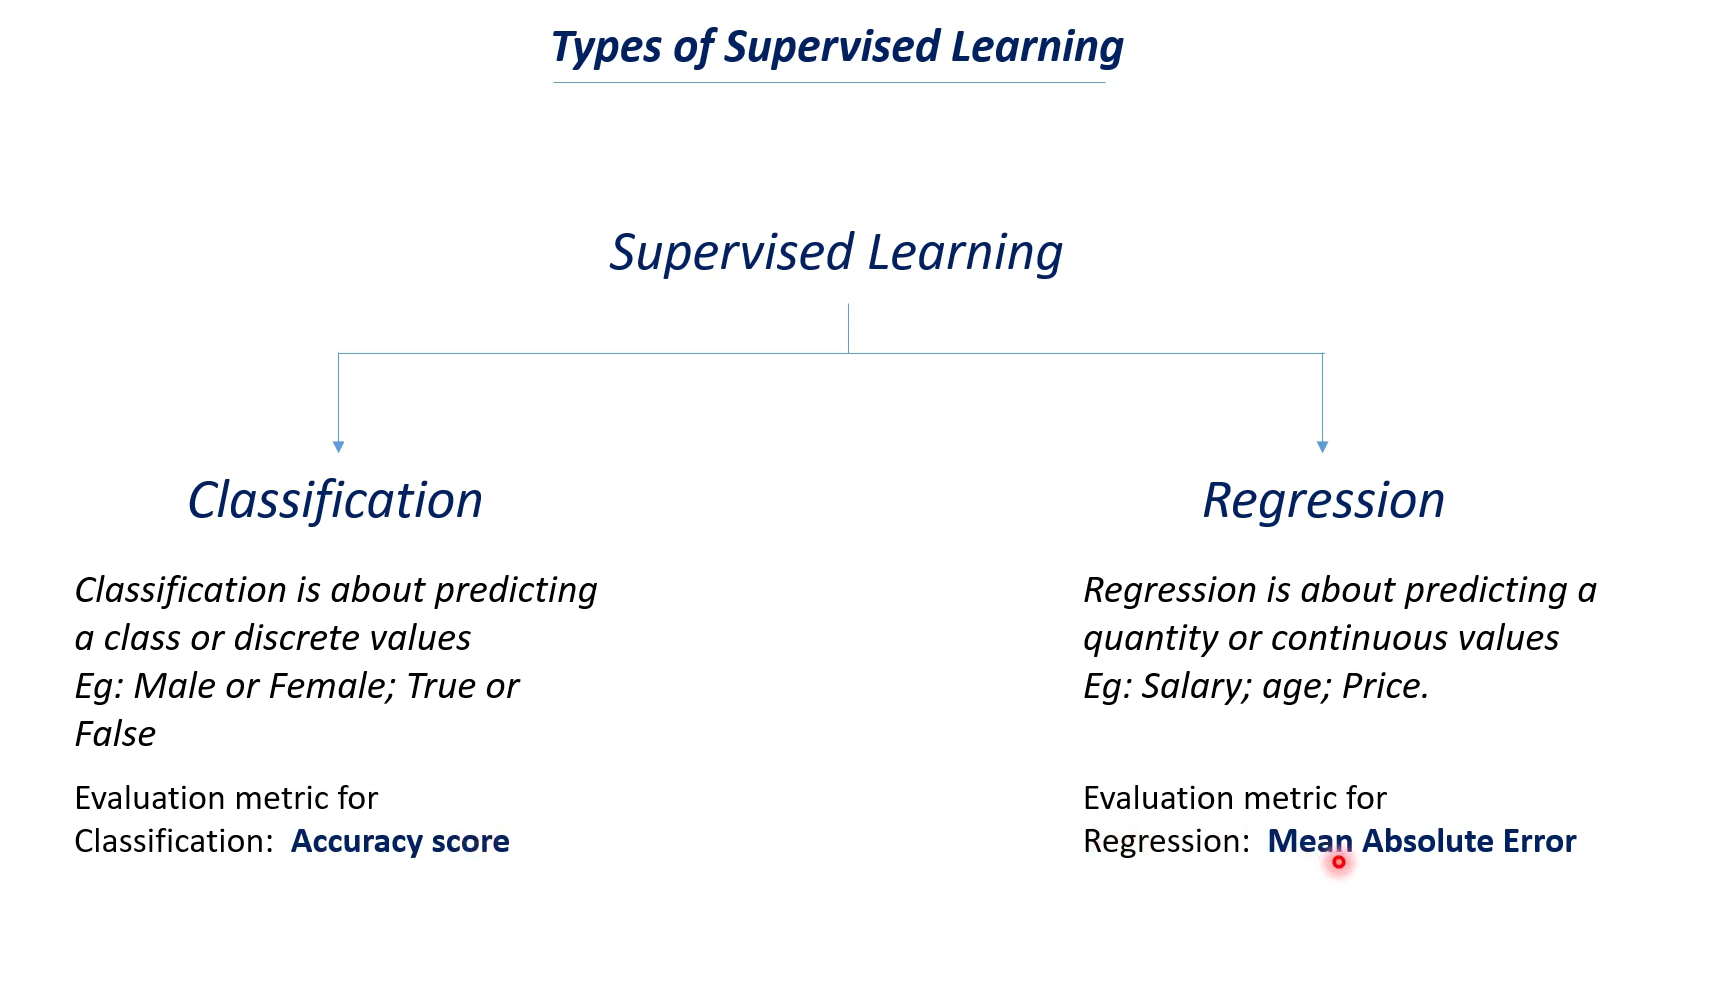 Types of Supervised Learning
Supervised Learning
Classification
Classification is about predicting
a class or discrete values
Eg: Male or Female; True or
False
Evaluation metric for
Classification: Accuracy score
Regression
Regression is about predicting a
quantity or continuous values
Eg: Salary; age; Price.
Evaluation metric for
Regression: Mean Absolute Error